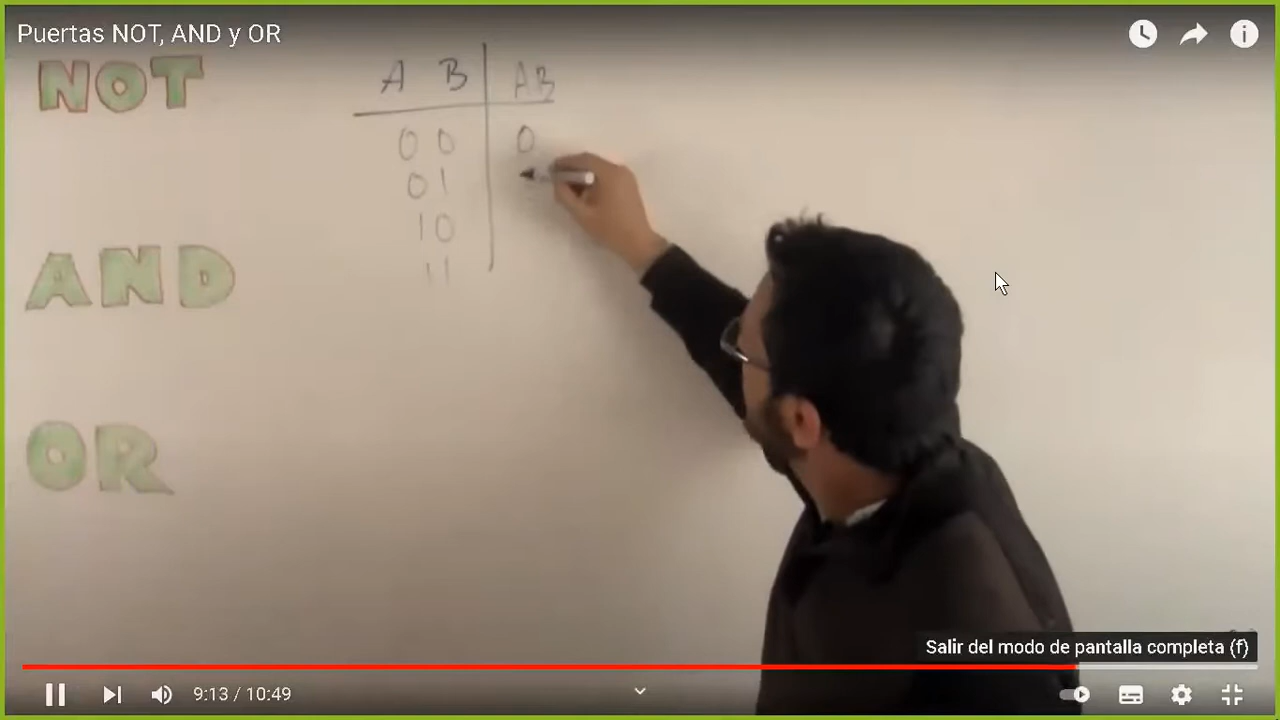 Puertas NOT, AND y OR
NOT
A B AB
0 0 0
0 1
1 0
1 1
AND
OR
Salir del modo de pantalla completa (f)
9:13 / 10:49